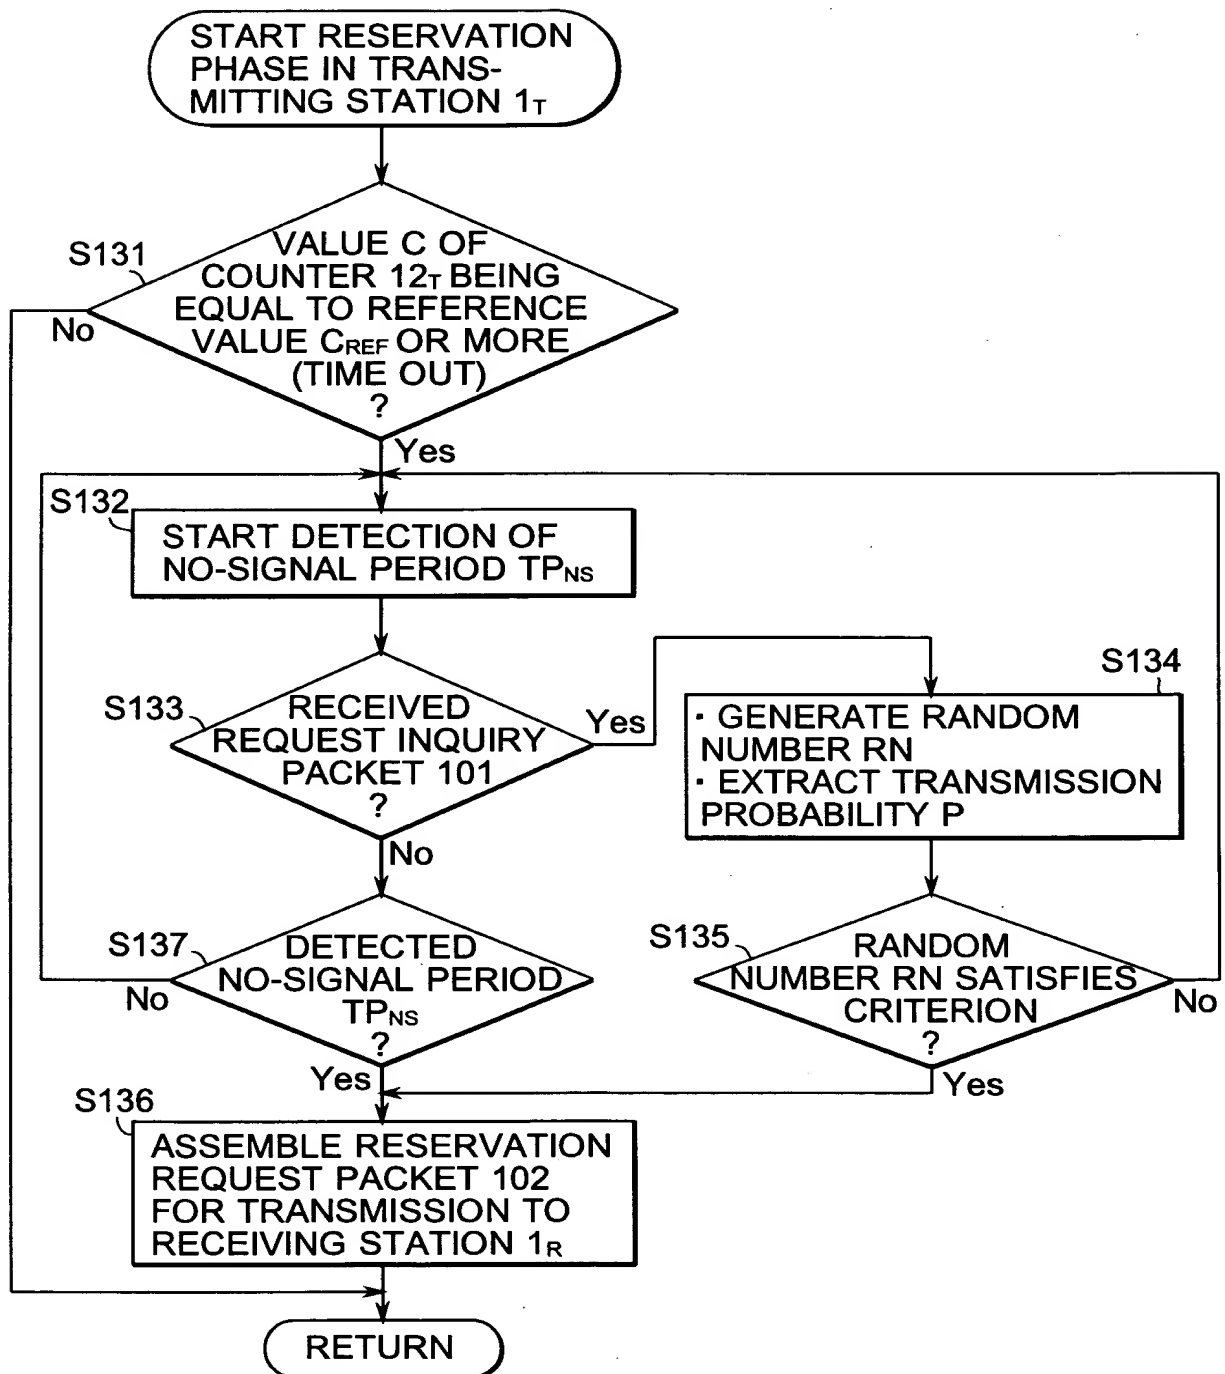 START RESERVATION
PHASE IN TRANS-
MITTING STATION 1T
S131
VALUE C OF
COUNTER 12T BEING
EQUAL TO REFERENCE
VALUE CREF OR MORE
(TIME OUT)
?
No
Yes
S132
START DETECTION OF
NO-SIGNAL PERIOD TPNS
S133
RECEIVED
REQUEST INQUIRY
PACKET 101
?
Yes
No
S134
· GENERATE RANDOM
NUMBER RN
· EXTRACT TRANSMISSION
PROBABILITY P
S137
DETECTED
NO-SIGNAL PERIOD
TPNS
?
No
Yes
S135
RANDOM
NUMBER RN SATISFIES
CRITERION
?
No
Yes
S136
ASSEMBLE RESERVATION
REQUEST PACKET 102
FOR TRANSMISSION TO
RECEIVING STATION 1R
RETURN